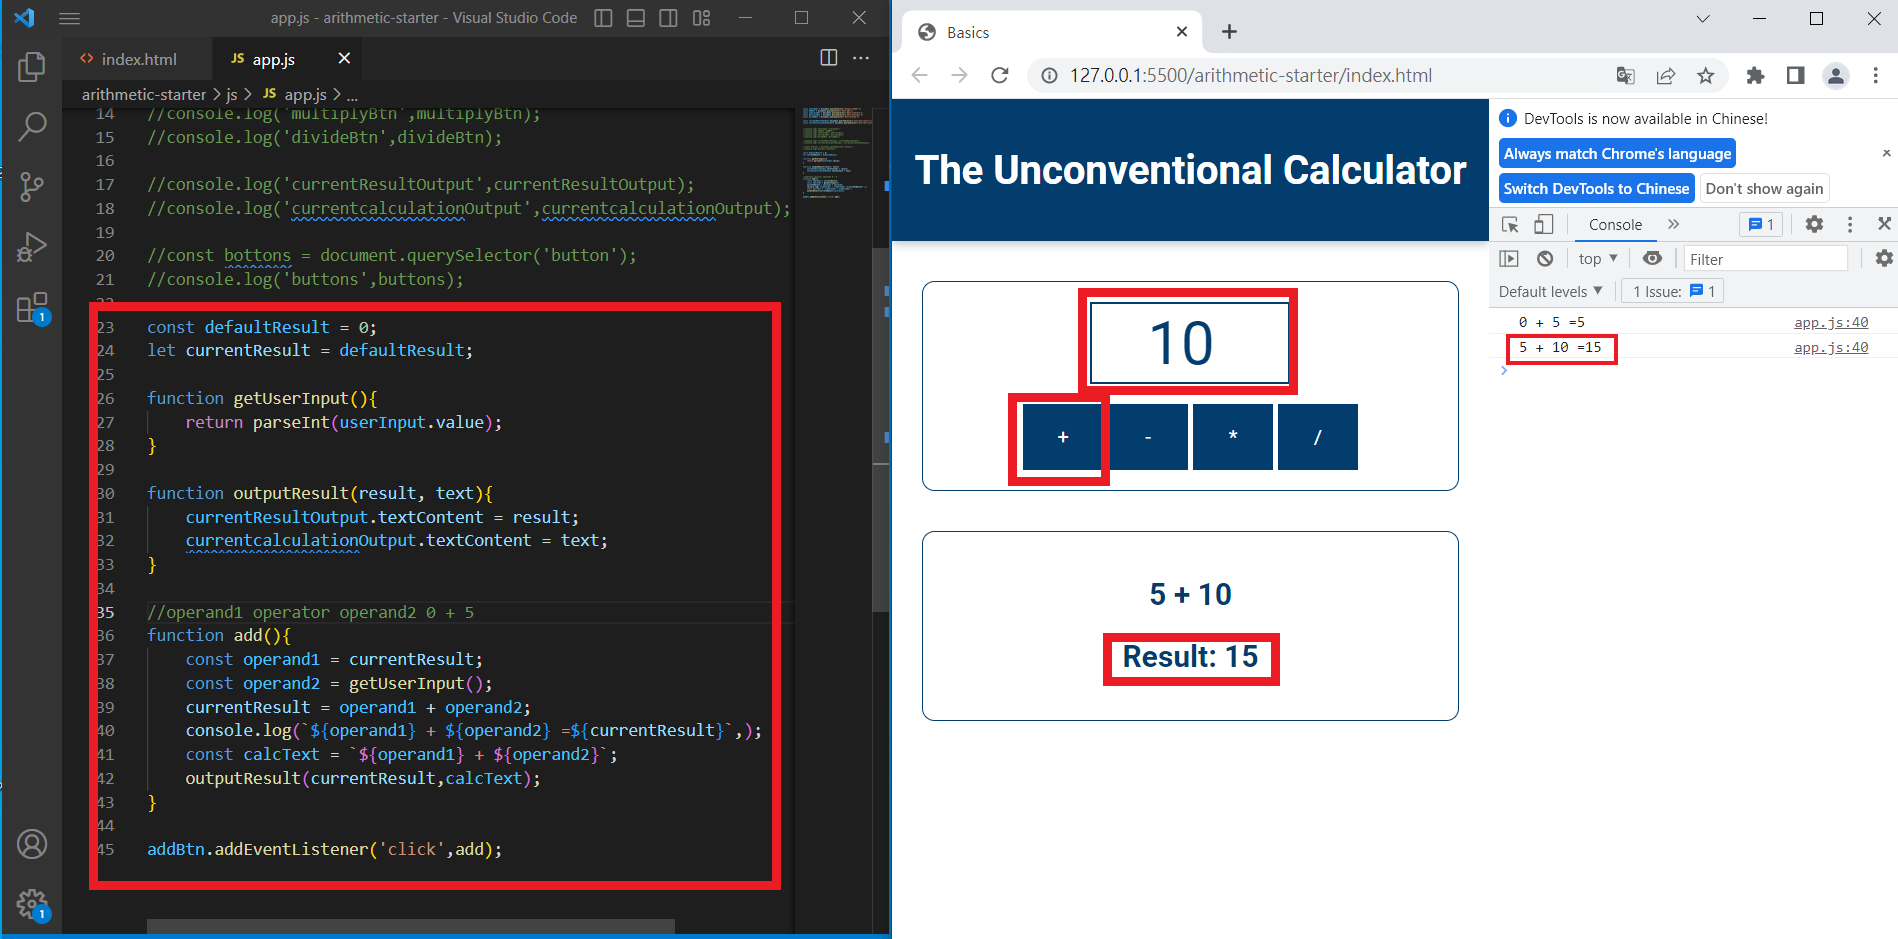 app.js - arithmetic-starter - Visual Studio Code
index.html
JS app.js
arithmetic-starter > js > JS app.js > ...
14 //console.log('multiplyBtn',multiplyBtn);
15 //console.log('divideBtn',divideBtn);
16
17 //console.log('currentResultOutput',currentResultOutput);
18 //console.log('currentcalculationOutput',currentcalculationOutput);
19
20 //const bottons = document.querySelector('button');
21 //console.log('buttons',buttons);
23 const defaultResult = 0;
24 let currentResult = defaultResult;
25
26 function getUserInput(){
27 return parseInt(userInput.value);
28 }
29
30 function outputResult(result, text){
31 currentResultOutput.textContent = result;
32 currentcalculationOutput.textContent = text;
33 }
34
35 //operand1 operator operand2 0 + 5
36 function add(){
37 const operand1 = currentResult;
38 const operand2 = getUserInput();
39 currentResult = operand1 + operand2;
40 console.log(`${operand1} + ${operand2} =${currentResult}`,);
41 const calcText = `${operand1} + ${operand2}`;
42 outputResult(currentResult,calcText);
43 }
44
45 addBtn.addEventListener('click',add);
1
1
Basics
127.0.0.1:5500/arithmetic-starter/index.html
The Unconventional Calculator
10
+ - * /
5 + 10
Result: 15
DevTools is now available in Chinese!
Always match Chrome's language
Switch DevTools to Chinese Don't show again
Console » 1
top Filter
Default levels 1 Issue: 1
0 + 5 =5 app.js:40
5 + 10 =15 app.js:40